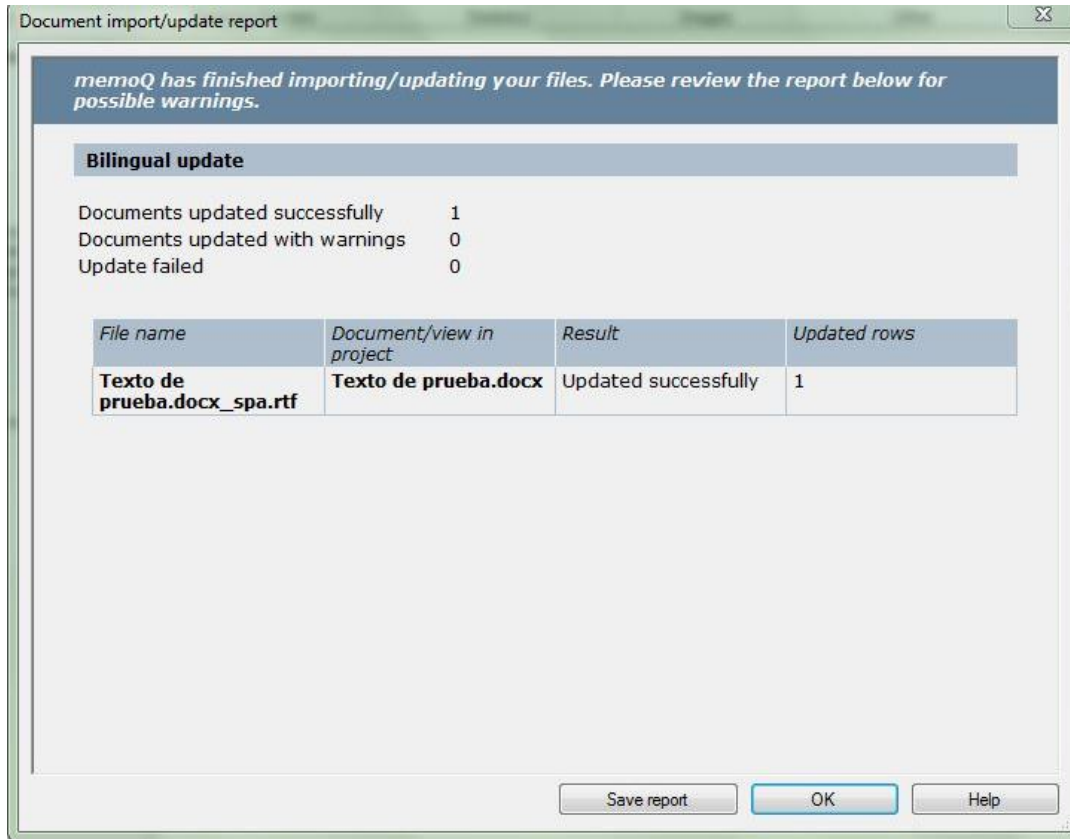 Document import/update report
memoQ has finished importing/updating your files. Please review the report below for
possible warnings.
Bilingual update
Documents updated successfully 1
Documents updated with warnings 0
Update failed 0
File name Document/view in project Result Updated rows
Texto de prueba.docx_spa.rtf Texto de prueba.docx Updated successfully 1
Save report OK Help